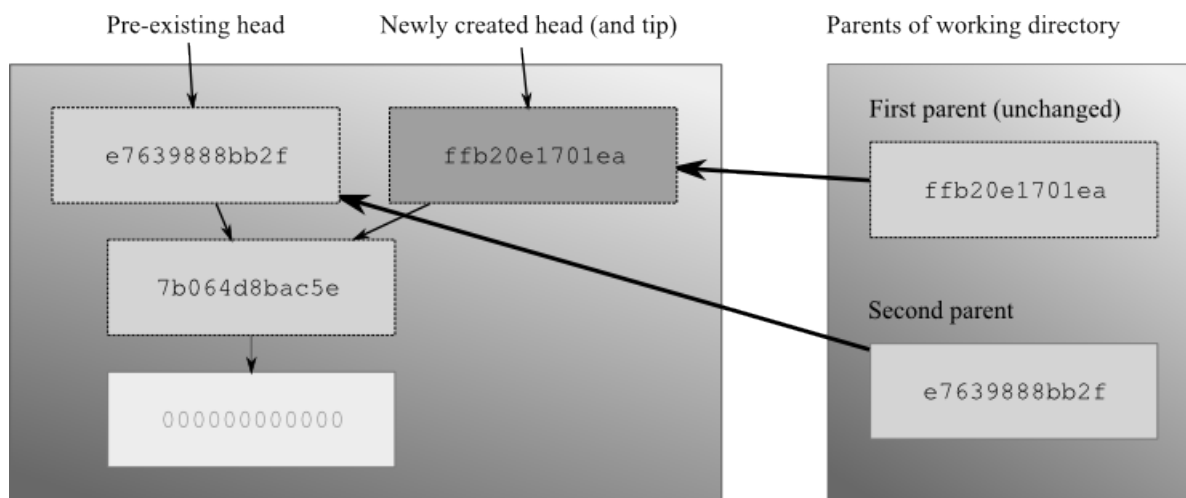 Pre-existing head
Newly created head (and tip)
Parents of working directory
First parent (unchanged)
e7639888bb2f
ffb20e1701ea
ffb20e1701ea
7b064d8bac5e
Second parent
000000000000
e7639888bb2f